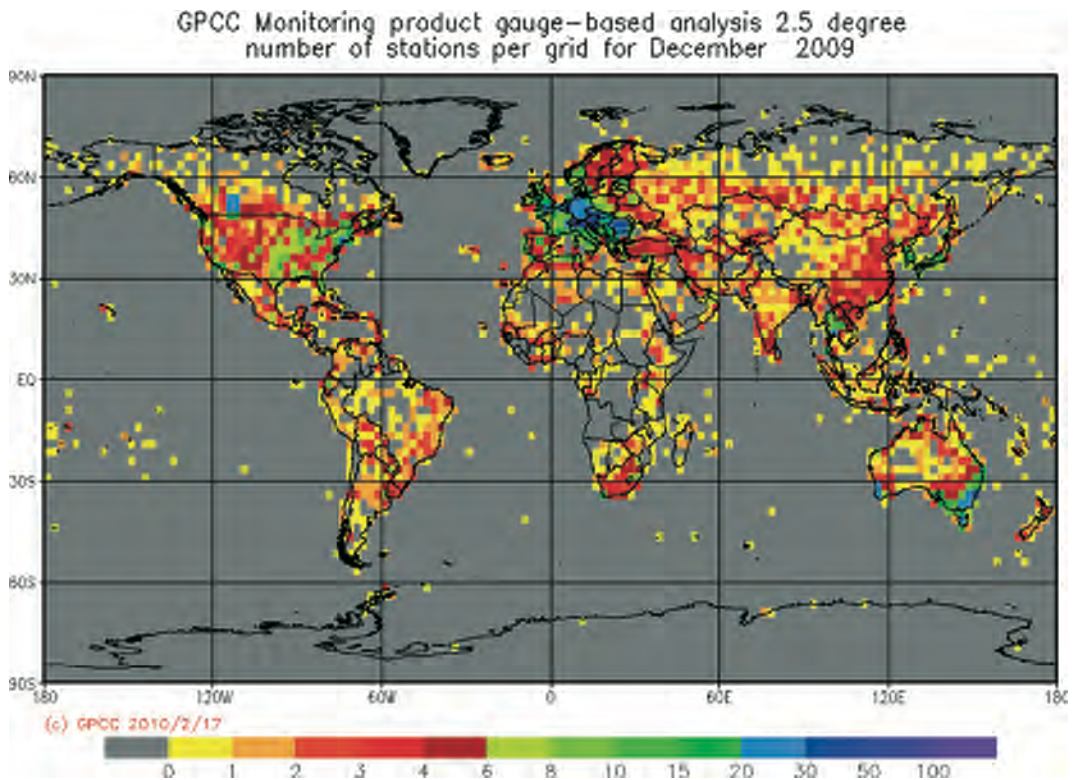 GPCC Monitoring product gauge-based analysis 2.5 degree
number of stations per grid for December 2009
90N
60N
30N
EQ
30S
60S
90S
180 120W 60W 0 60E 120E 180
(c) GPCC 2010/2/17
0 1 2 3 4 6 8 10 15 20 30 50 100